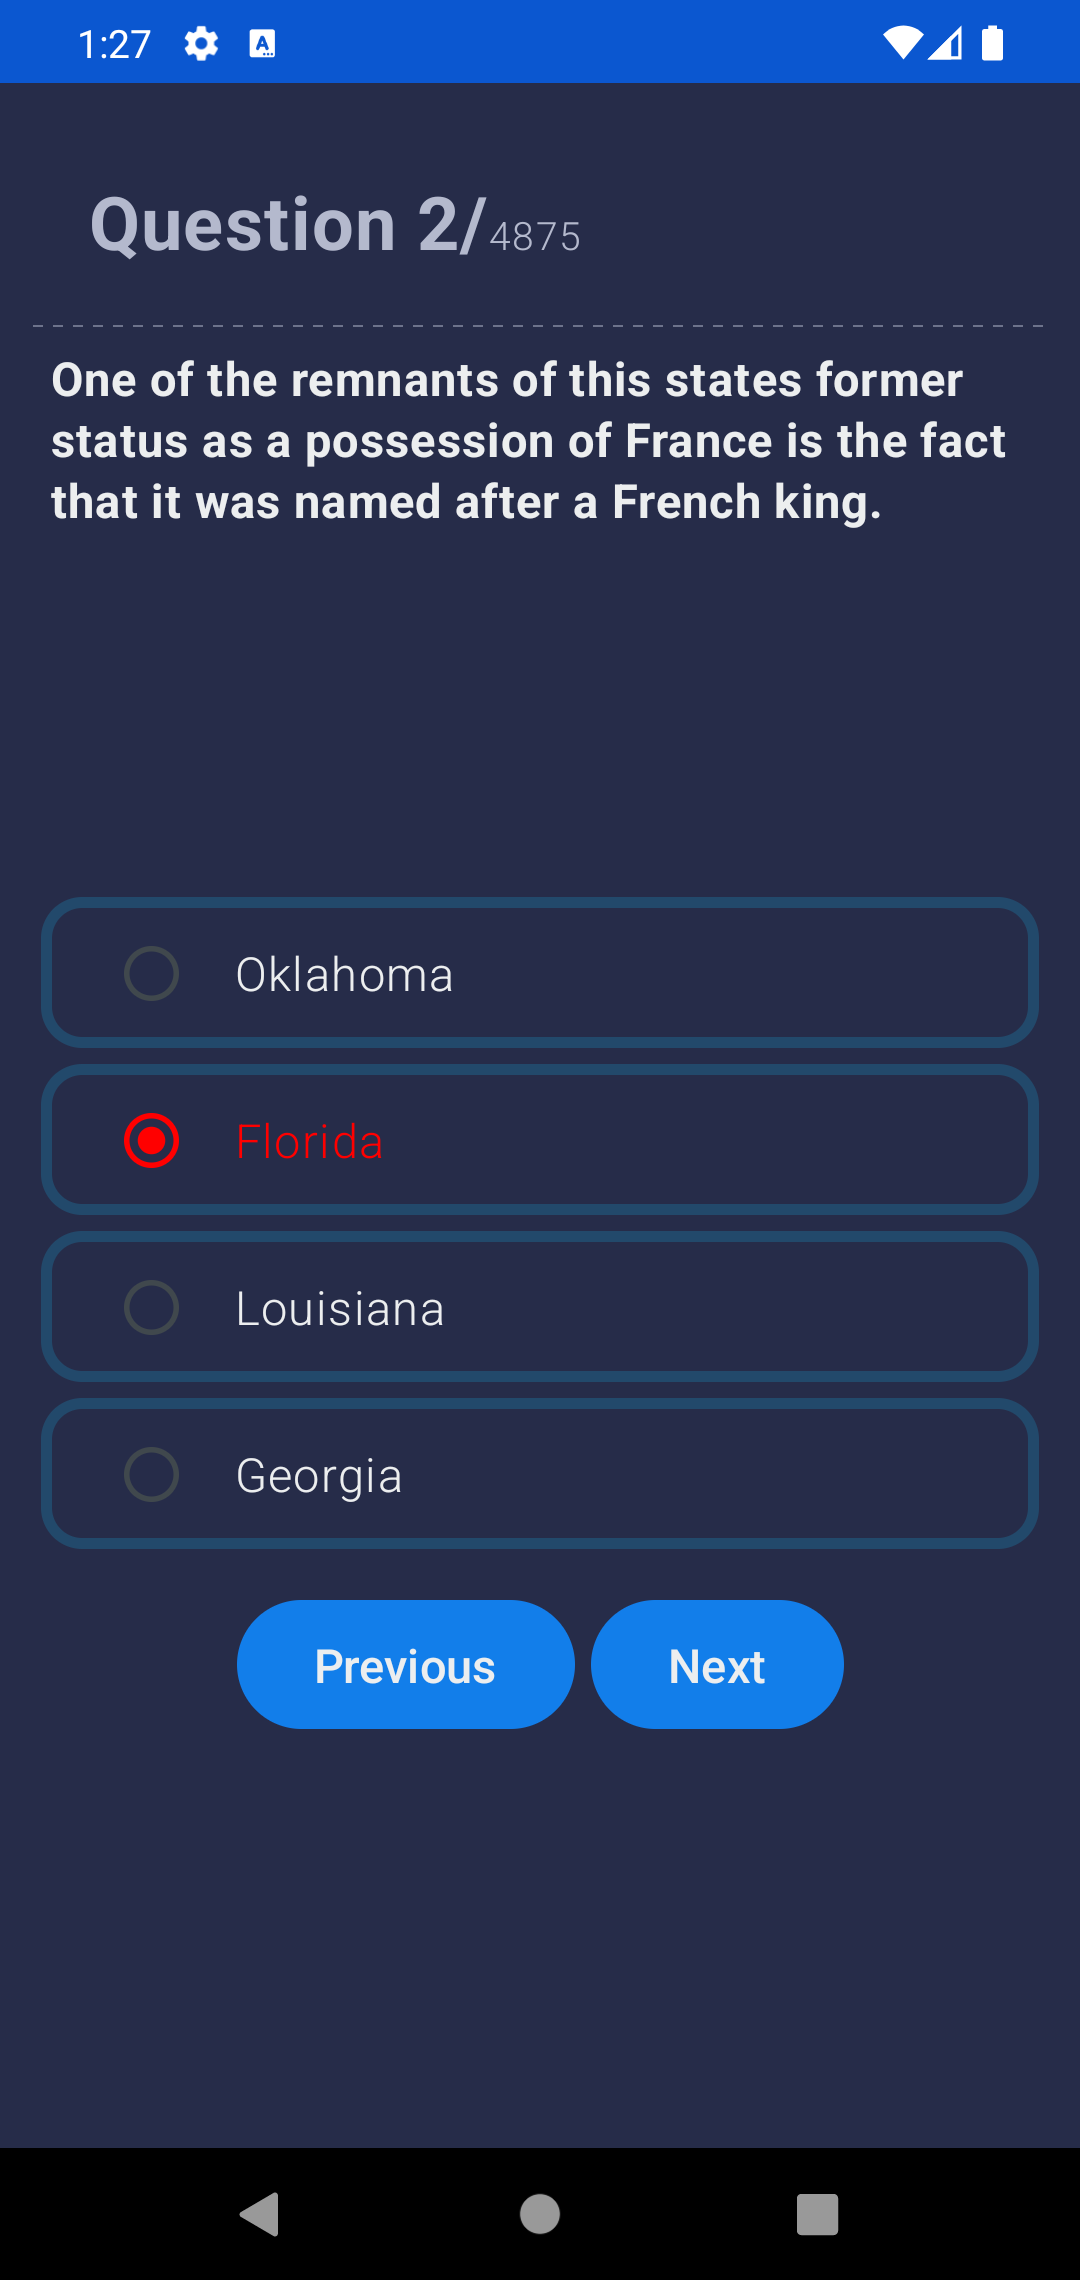 1:27
Question 2/4875
One of the remnants of this states former
status as a possession of France is the fact
that it was named after a French king.
Oklahoma
Florida
Louisiana
Georgia
Previous
Next